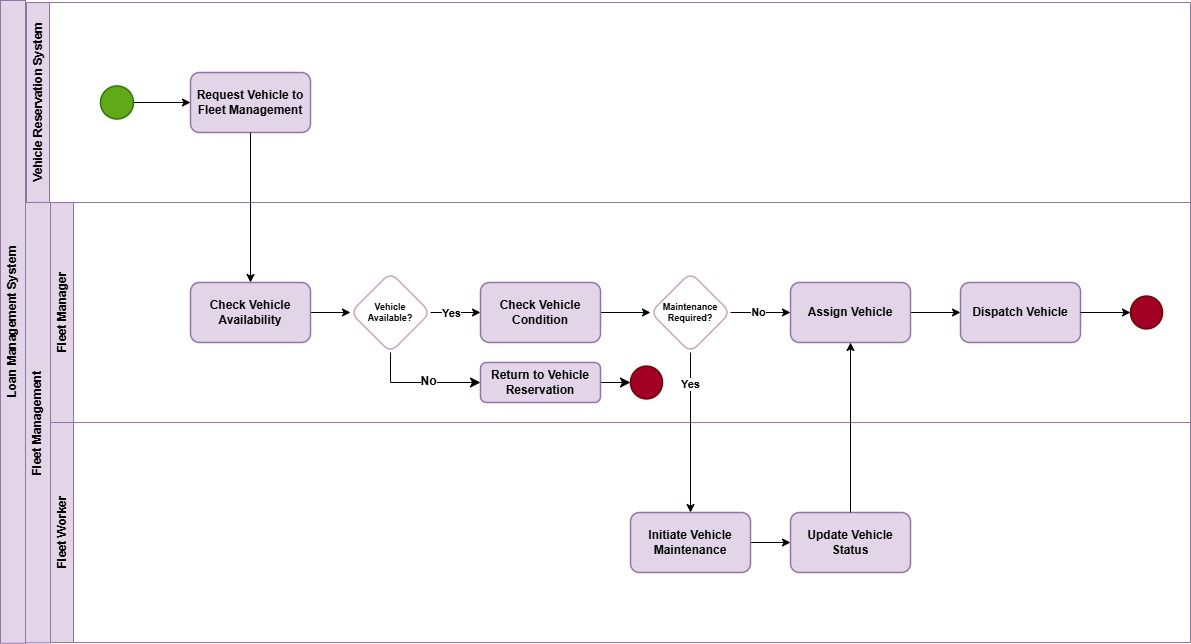 Loan Management System
Vehicle Reservation System
Request Vehicle to
Fleet Management
Fleet Management
Fleet Manager
Check Vehicle
Availability
Vehicle
Available?
Yes
Check Vehicle
Condition
Maintenance
Required?
No
Assign Vehicle
Dispatch Vehicle
No
Return to Vehicle
Reservation
Yes
Fleet Worker
Initiate Vehicle
Maintenance
Update Vehicle
Status